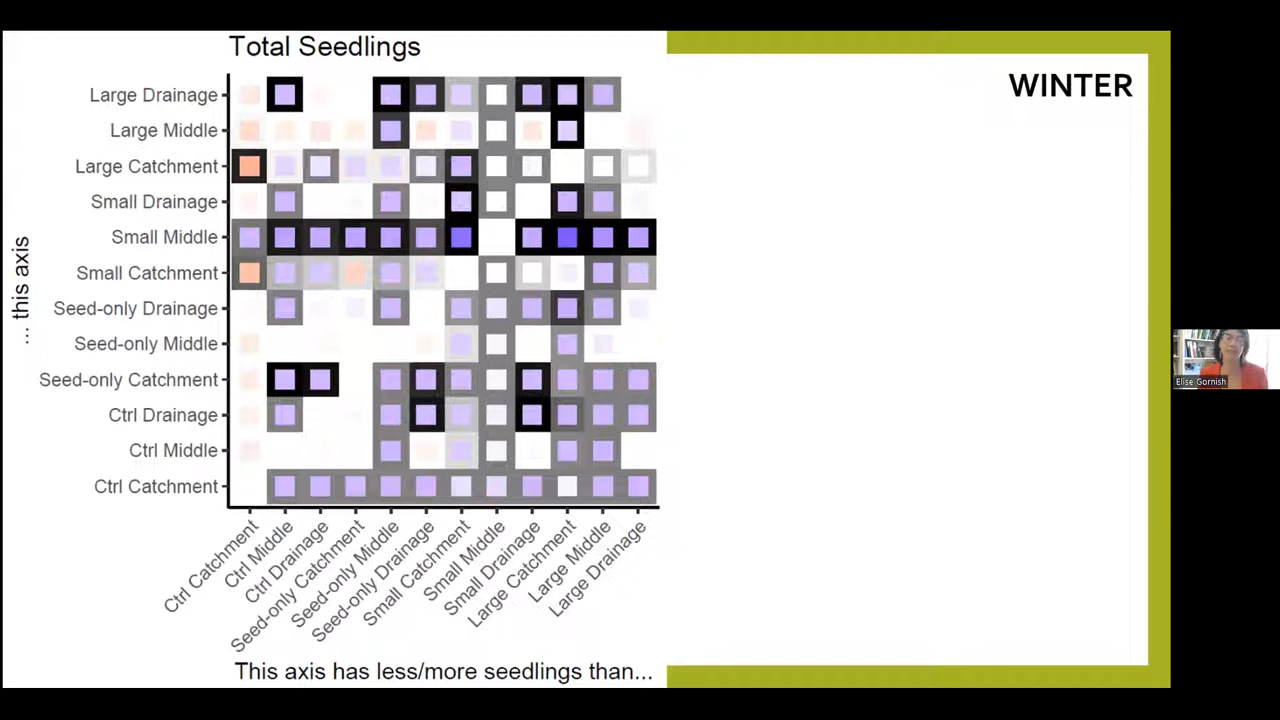 Total Seedlings
WINTER
... this axis
Large Drainage
Large Middle
Large Catchment
Small Drainage
Small Middle
Small Catchment
Seed-only Drainage
Seed-only Middle
Seed-only Catchment
Ctrl Drainage
Ctrl Middle
Ctrl Catchment
Ctrl Catchment
Ctrl Middle
Ctrl Drainage
Seed-only Catchment
Seed-only Middle
Seed-only Drainage
Small Catchment
Small Middle
Small Drainage
Large Catchment
Large Middle
Large Drainage
This axis has less/more seedlings than...
Elise Gornish